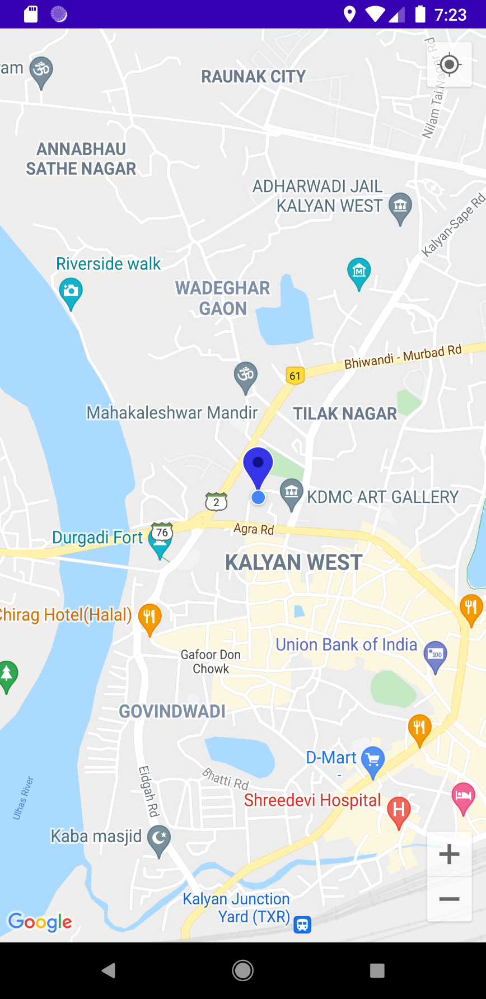 7:23
am
RAUNAK CITY
Nilam Tai Nagar Rd
ANNABHAU
SATHE NAGAR
ADHARWADI JAIL
KALYAN WEST
Kalyan-Sape Rd
Riverside walk
WADEGHAR
GAON
Bhiwandi - Murbad Rd
61
Mahakaleshwar Mandir
TILAK NAGAR
2
KDMC ART GALLERY
Agra Rd
76
Durgadi Fort
KALYAN WEST
Chirag Hotel(Halal)
Union Bank of India
100
Gafoor Don
Chowk
GOVINDWADI
D-Mart
-
Bhatti Rd
Eidgah Rd
Ulhas River
Shreedevi Hospital
H
Kaba masjid
+
−
Kalyan Junction
Yard (TXR)
Google